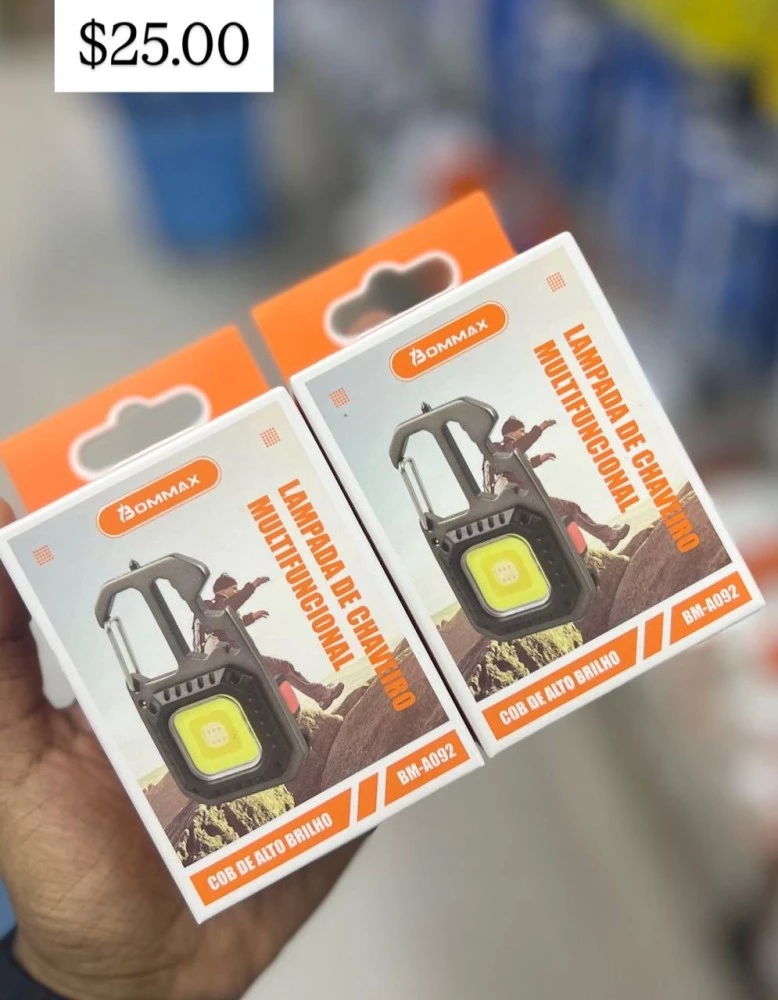 $25.00
BOMMAX
LAMPADA DE CHAVEIRO
MULTIFUNCIONAL
COB DE ALTO BRILHO
BM-A092
BOMMAX
LAMPADA DE CHAVEIRO
MULTIFUNCIONAL
COB DE ALTO BRILHO
BM-A092